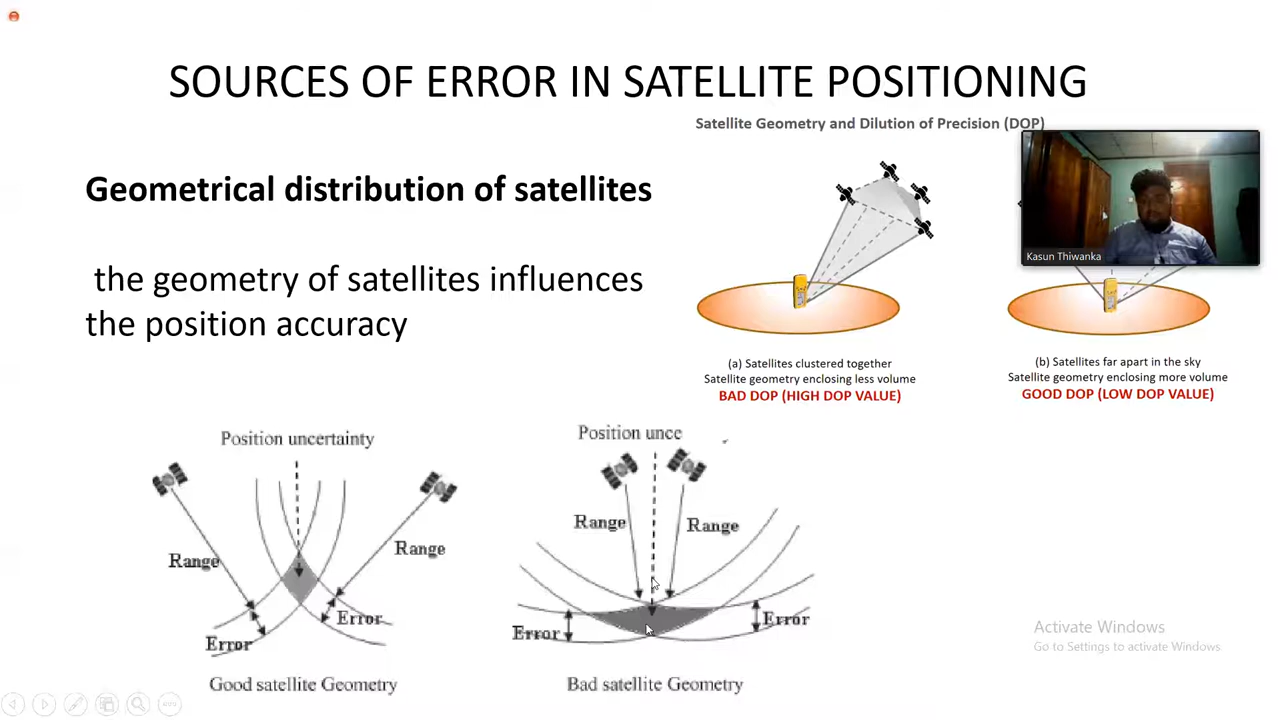 SOURCES OF ERROR IN SATELLITE POSITIONING
Satellite Geometry and Dilution of Precision (DOP)
Geometrical distribution of satellites
the geometry of satellites influences
the position accuracy
Kasun Thiwanka
(a) Satellites clustered together
Satellite geometry enclosing less volume
BAD DOP (HIGH DOP VALUE)
(b) Satellites far apart in the sky
Satellite geometry enclosing more volume
GOOD DOP (LOW DOP VALUE)
Position uncertainty
Range
Range
Error
Error
Good satellite Geometry
Position unce
Range
Range
Error
Error
Bad satellite Geometry
Activate Windows
Go to Settings to activate Windows.